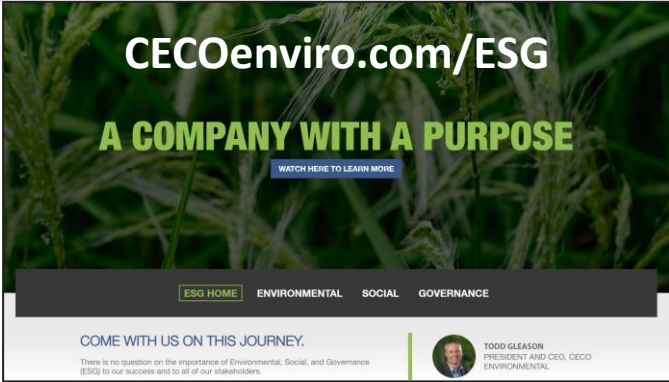 CECOenviro.com/ESG
A COMPANY WITH A PURPOSE
WATCH HERE TO LEARN MORE
ESG HOME ENVIRONMENTAL SOCIAL GOVERNANCE
COME WITH US ON THIS JOURNEY.
There is no question on the importance of Environmental, Social, and Governance
(ESG) to our success and to all of our stakeholders.
TODD GLEASON
PRESIDENT AND CEO, CECO
ENVIRONMENTAL